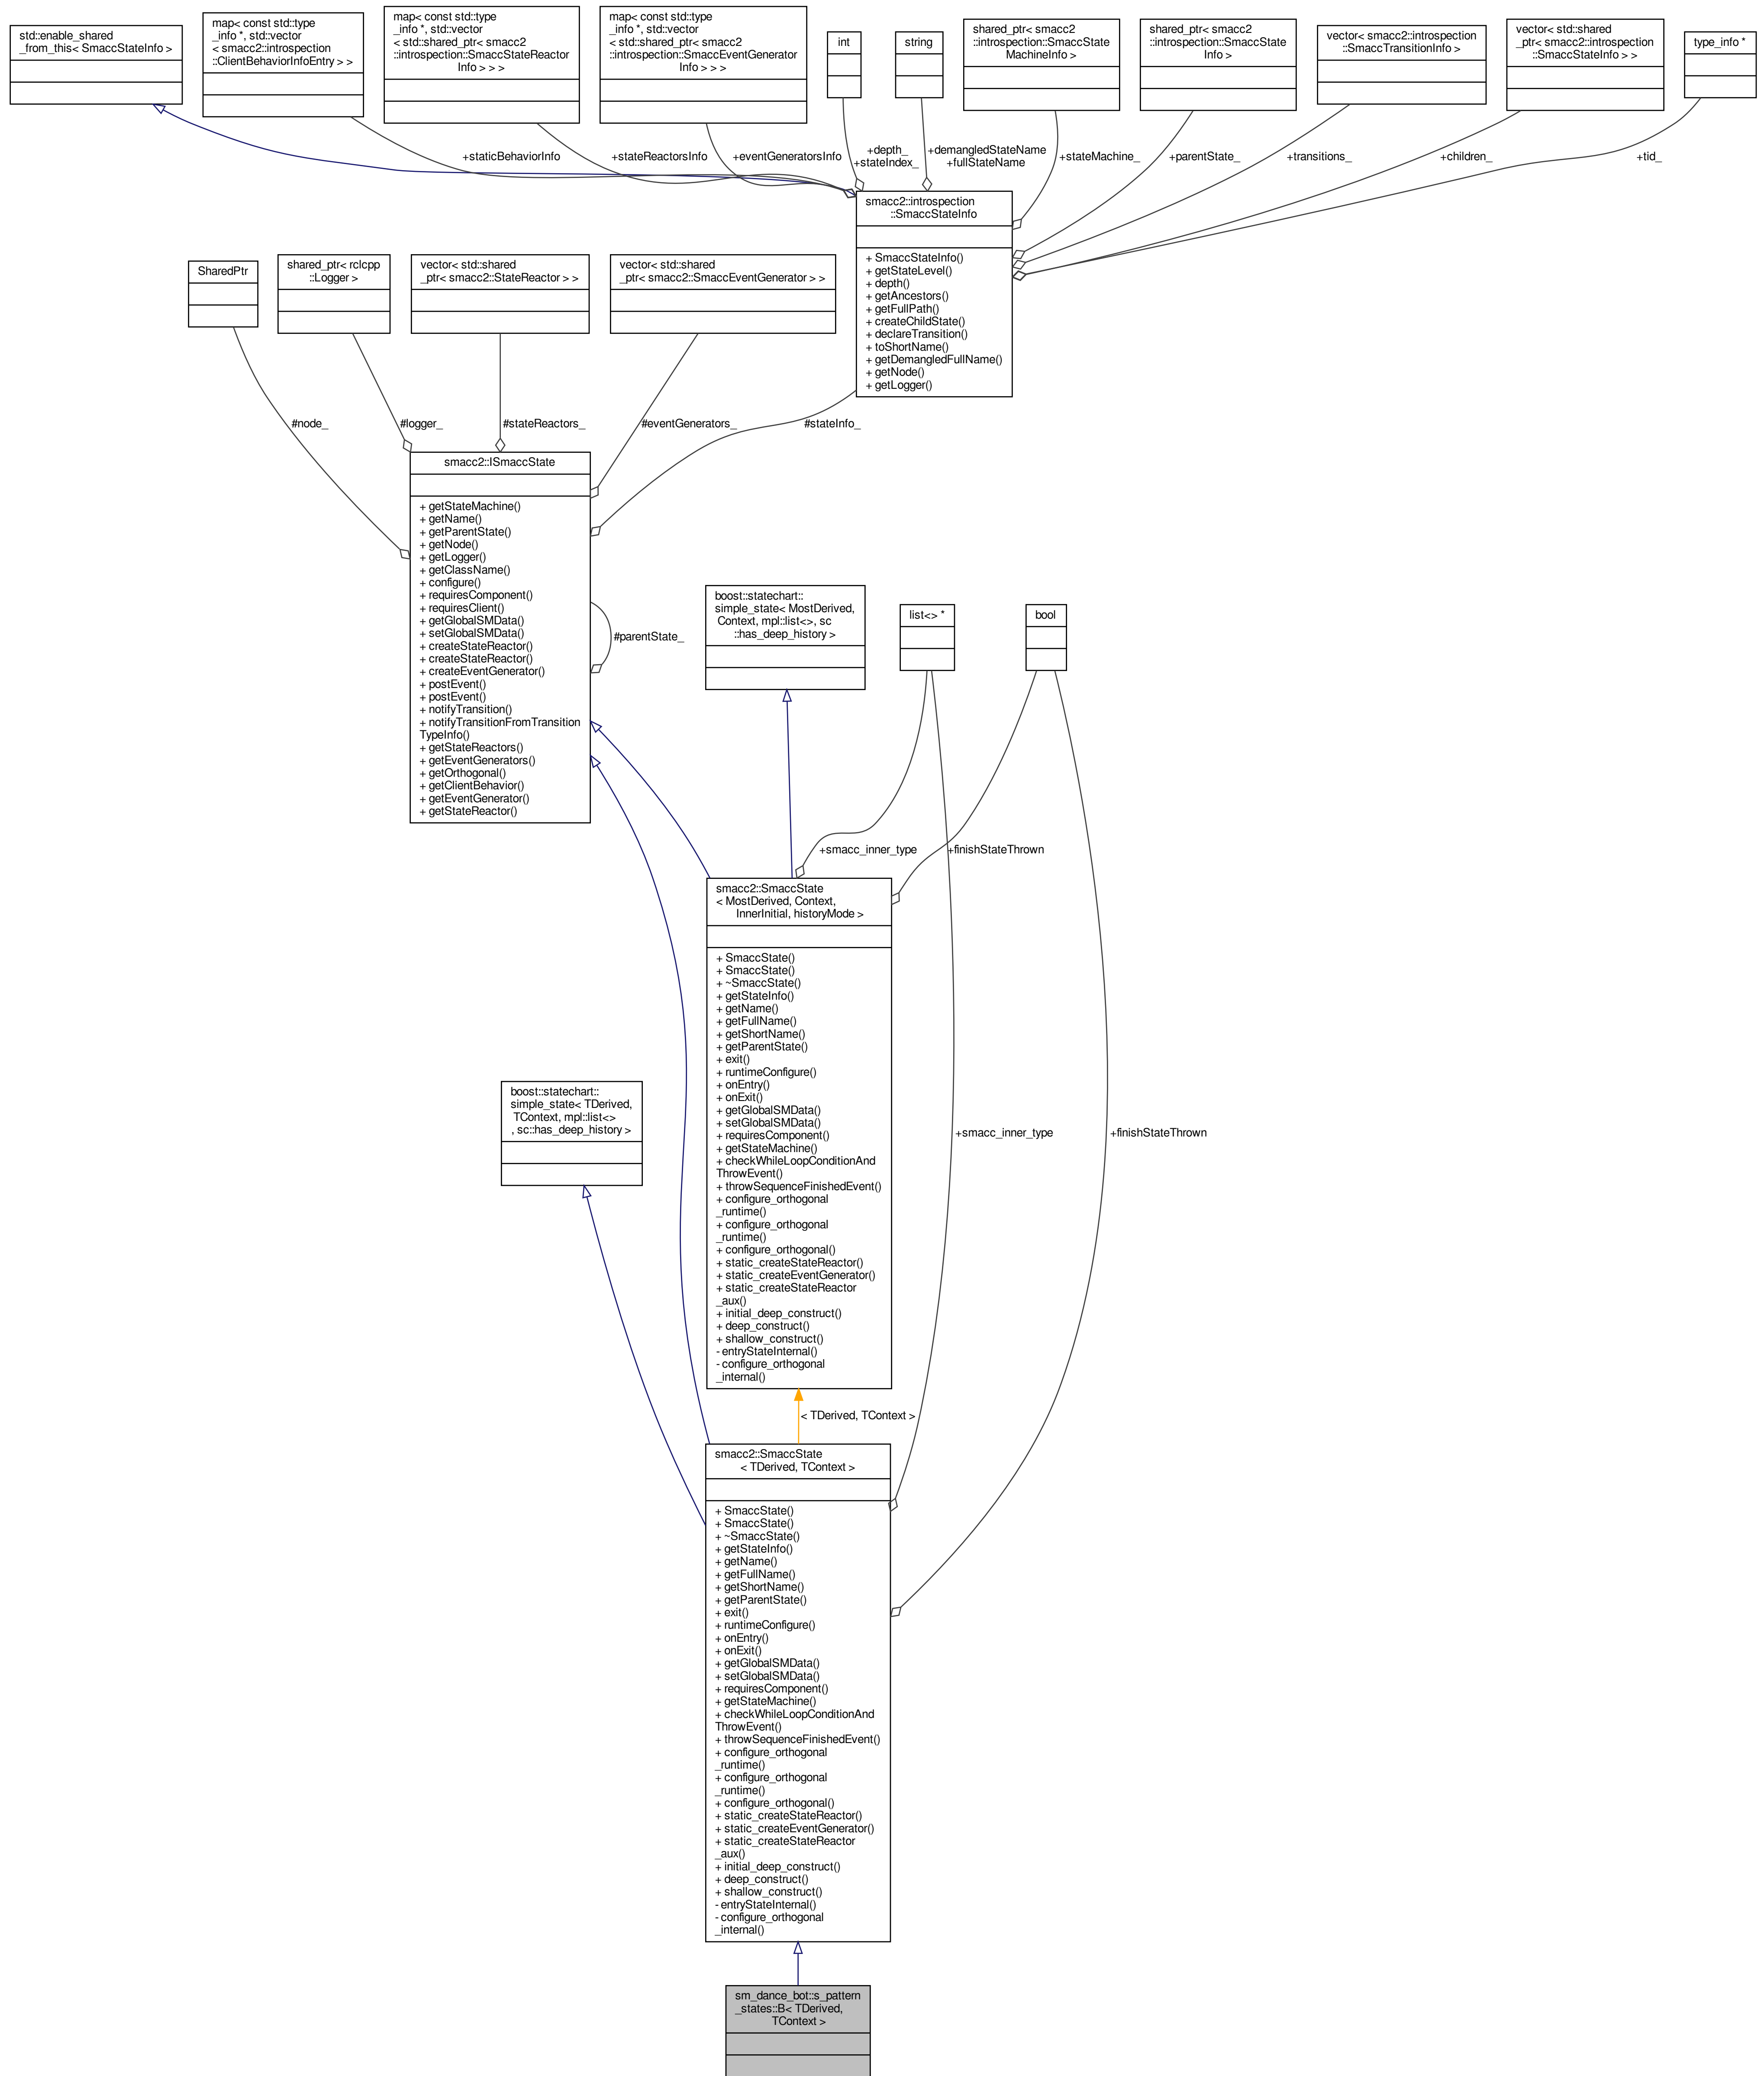 std::enable_shared
_from_this< SmaccStateInfo >
map< const std::type
_info *, std::vector
< smacc2::introspection
::ClientBehaviorInfoEntry > >
map< const std::type
_info *, std::vector
< std::shared_ptr< smacc2
::introspection::SmaccStateReactor
Info > > >
map< const std::type
_info *, std::vector
< std::shared_ptr< smacc2
::introspection::SmaccEventGenerator
Info > > >
int
string
shared_ptr< smacc2
::introspection::SmaccState
MachineInfo >
shared_ptr< smacc2
::introspection::SmaccState
Info >
vector< smacc2::introspection
::SmaccTransitionInfo >
vector< std::shared
_ptr< smacc2::introspection
::SmaccStateInfo > >
type_info *
+staticBehaviorInfo
+stateReactorsInfo
+eventGeneratorsInfo
+depth_
+stateIndex_
+demangledStateName
+fullStateName
+stateMachine_
+parentState_
+transitions_
+children_
+tid_
smacc2::introspection
::SmaccStateInfo
+ SmaccStateInfo()
+ getStateLevel()
+ depth()
+ getAncestors()
+ getFullPath()
+ createChildState()
+ declareTransition()
+ toShortName()
+ getDemangledFullName()
+ getNode()
+ getLogger()
SharedPtr
shared_ptr< rclcpp
::Logger >
vector< std::shared
_ptr< smacc2::StateReactor > >
vector< std::shared
_ptr< smacc2::SmaccEventGenerator > >
#node_
#logger_
#stateReactors_
#eventGenerators_
#stateInfo_
smacc2::ISmaccState
+ getStateMachine()
+ getName()
+ getParentState()
+ getNode()
+ getLogger()
+ getClassName()
+ configure()
+ requiresComponent()
+ requiresClient()
+ getGlobalSMData()
+ setGlobalSMData()
+ createStateReactor()
+ createStateReactor()
+ createEventGenerator()
+ postEvent()
+ postEvent()
+ notifyTransition()
+ notifyTransitionFromTransition
TypeInfo()
+ getStateReactors()
+ getEventGenerators()
+ getOrthogonal()
+ getClientBehavior()
+ getEventGenerator()
+ getStateReactor()
#parentState_
boost::statechart::
simple_state< MostDerived,
Context, mpl::list<>, sc
::has_deep_history >
list<> *
bool
+smacc_inner_type
+finishStateThrown
smacc2::SmaccState
< MostDerived, Context,
InnerInitial, historyMode >
+ SmaccState()
+ SmaccState()
+ ~SmaccState()
+ getStateInfo()
+ getName()
+ getFullName()
+ getShortName()
+ getParentState()
+ exit()
+ runtimeConfigure()
+ onEntry()
+ onExit()
+ getGlobalSMData()
+ setGlobalSMData()
+ requiresComponent()
+ getStateMachine()
+ checkWhileLoopConditionAnd
ThrowEvent()
+ throwSequenceFinishedEvent()
+ configure_orthogonal
_runtime()
+ configure_orthogonal
_runtime()
+ configure_orthogonal()
+ static_createStateReactor()
+ static_createEventGenerator()
+ static_createStateReactor
_aux()
+ initial_deep_construct()
+ deep_construct()
+ shallow_construct()
- entryStateInternal()
- configure_orthogonal
_internal()
boost::statechart::
simple_state< TDerived,
TContext, mpl::list<>
, sc::has_deep_history >
+smacc_inner_type
+finishStateThrown
< TDerived, TContext >
smacc2::SmaccState
< TDerived, TContext >
+ SmaccState()
+ SmaccState()
+ ~SmaccState()
+ getStateInfo()
+ getName()
+ getFullName()
+ getShortName()
+ getParentState()
+ exit()
+ runtimeConfigure()
+ onEntry()
+ onExit()
+ getGlobalSMData()
+ setGlobalSMData()
+ requiresComponent()
+ getStateMachine()
+ checkWhileLoopConditionAnd
ThrowEvent()
+ throwSequenceFinishedEvent()
+ configure_orthogonal
_runtime()
+ configure_orthogonal
_runtime()
+ configure_orthogonal()
+ static_createStateReactor()
+ static_createEventGenerator()
+ static_createStateReactor
_aux()
+ initial_deep_construct()
+ deep_construct()
+ shallow_construct()
- entryStateInternal()
- configure_orthogonal
_internal()
sm_dance_bot::s_pattern
_states::B< TDerived,
TContext >